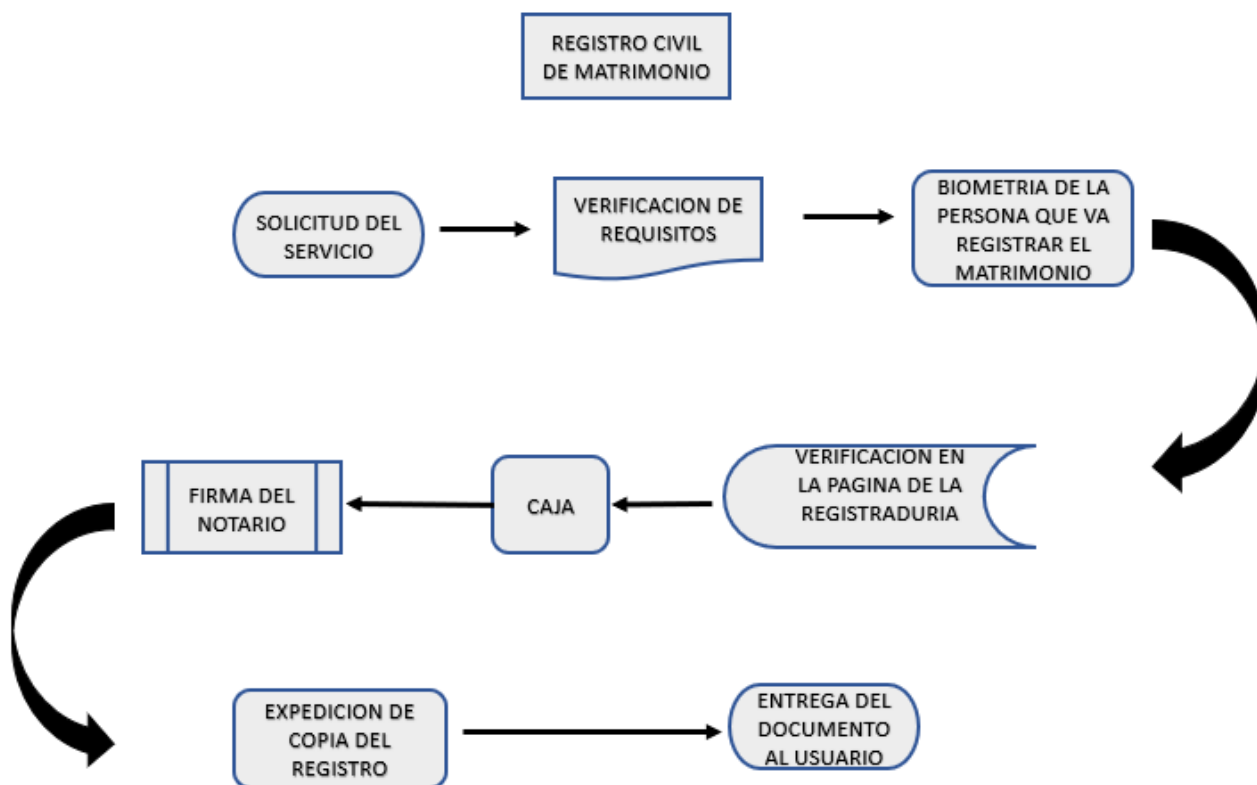 REGISTRO CIVIL
DE MATRIMONIO
SOLICITUD DEL
SERVICIO
VERIFICACION DE
REQUISITOS
BIOMETRIA DE LA
PERSONA QUE VA
REGISTRAR EL
MATRIMONIO
VERIFICACION EN
LA PAGINA DE LA
REGISTRADURIA
CAJA
FIRMA DEL
NOTARIO
EXPEDICION DE
COPIA DEL
REGISTRO
ENTREGA DEL
DOCUMENTO
AL USUARIO